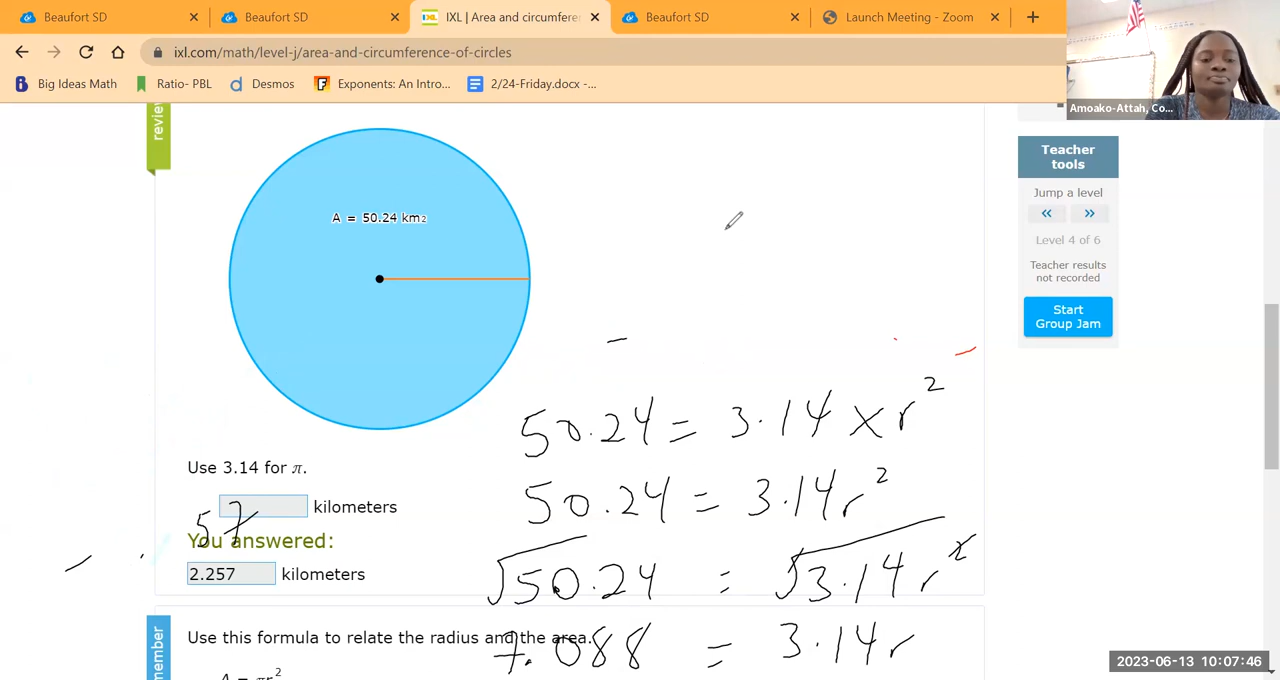 Beaufort SD
Beaufort SD
IXL | Area and circumferen
Beaufort SD
Launch Meeting - Zoom
ixl.com/math/level-j/area-and-circumference-of-circles
Big Ideas Math
Ratio- PBL
Desmos
Exponents: An Intro...
2/24-Friday.docx -...
Amoako-Attah, Co...
review
A = 50.24 km2
Teacher tools
Jump a level
Level 4 of 6
Teacher results
not recorded
Start
Group Jam
50.24 = 3.14 x r²
Use 3.14 for π.
50.24 = 3.14r²
kilometers
57
You answered:
2.257 kilometers
√50.24 = √3.14r²
Use this formula to relate the radius and the area.
7.088 = 3.14r
A = πr²
member
2023-06-13 10:07:46